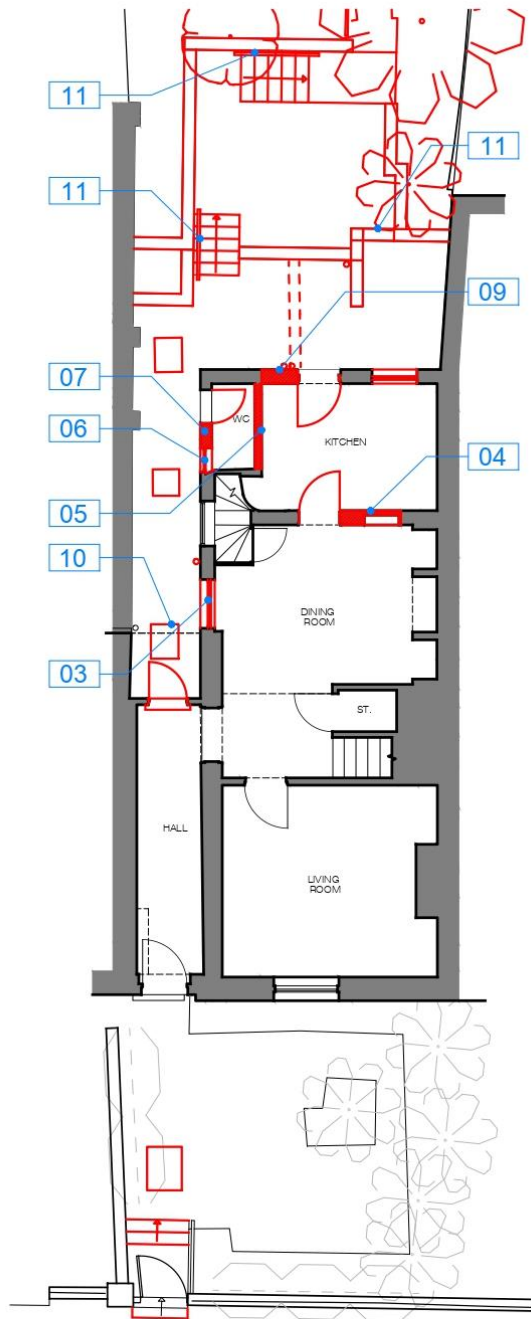 11
11
11
09
07
WC
KITCHEN
06
04
05
10
DINING
ROOM
03
ST.
HALL
LIVING
ROOM